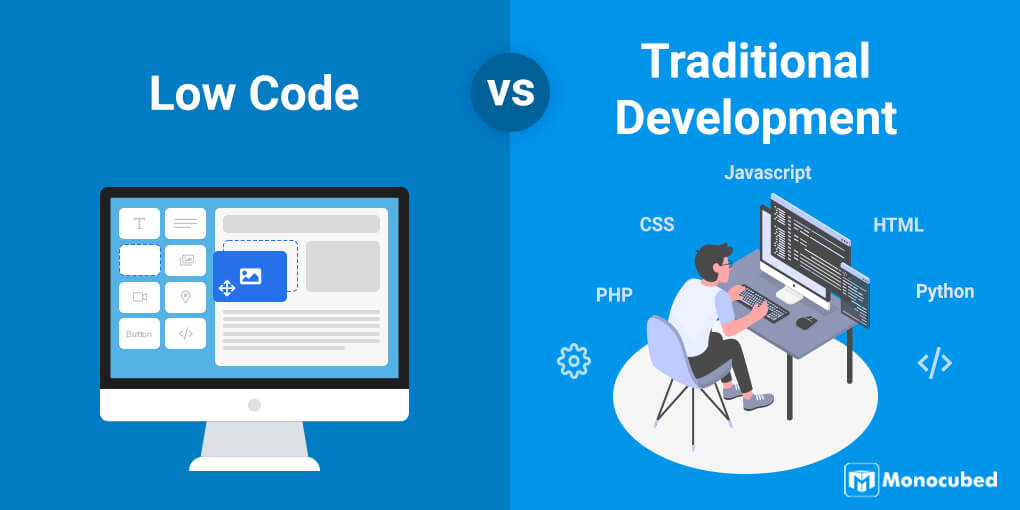 Low Code
VS
Traditional
Development
Javascript
CSS
HTML
PHP
Python
T
Button
</>
</>
Monocubed